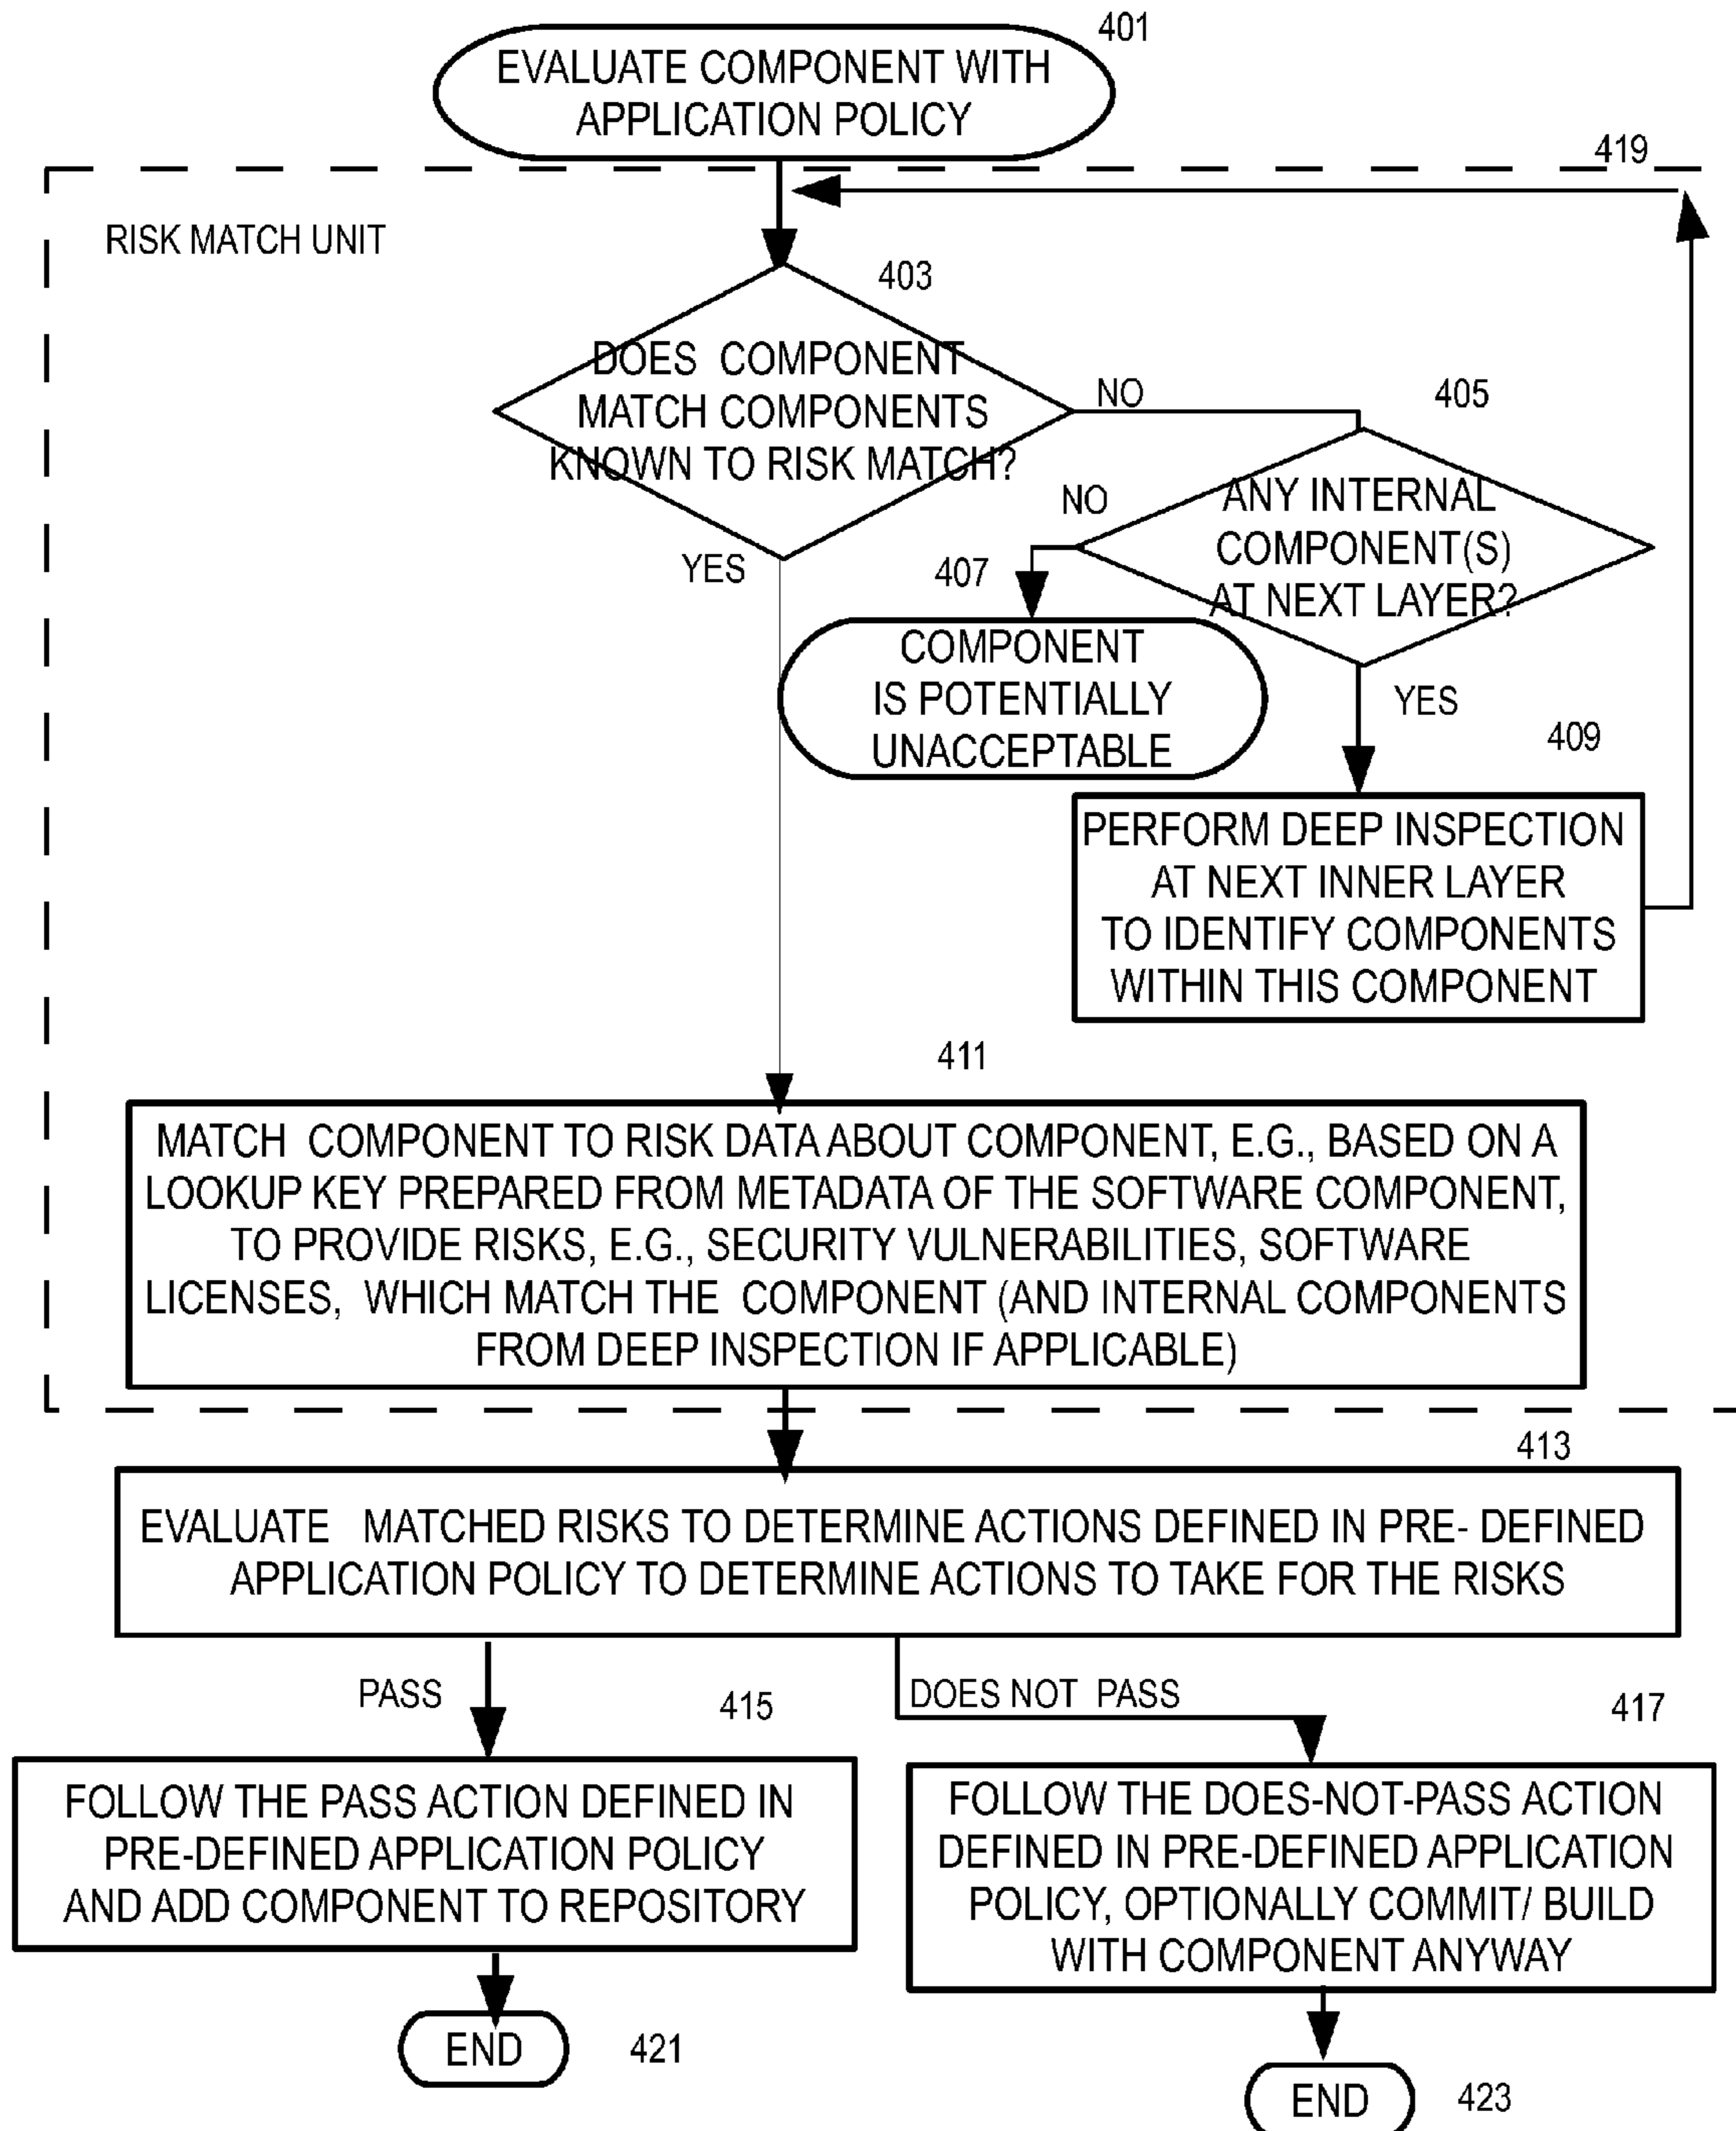 401
EVALUATE COMPONENT WITH
APPLICATION POLICY
419
RISK MATCH UNIT
403
DOES COMPONENT
MATCH COMPONENTS
KNOWN TO RISK MATCH?
NO
405
ANY INTERNAL
COMPONENT(S)
AT NEXT LAYER?
NO
YES
407
COMPONENT
IS POTENTIALLY
UNACCEPTABLE
YES
409
PERFORM DEEP INSPECTION
AT NEXT INNER LAYER
TO IDENTIFY COMPONENTS
WITHIN THIS COMPONENT
411
MATCH COMPONENT TO RISK DATA ABOUT COMPONENT, E.G., BASED ON A
LOOKUP KEY PREPARED FROM METADATA OF THE SOFTWARE COMPONENT,
TO PROVIDE RISKS, E.G., SECURITY VULNERABILITIES, SOFTWARE
LICENSES, WHICH MATCH THE COMPONENT (AND INTERNAL COMPONENTS
FROM DEEP INSPECTION IF APPLICABLE)
413
EVALUATE MATCHED RISKS TO DETERMINE ACTIONS DEFINED IN PRE- DEFINED
APPLICATION POLICY TO DETERMINE ACTIONS TO TAKE FOR THE RISKS
PASS
415
DOES NOT PASS
417
FOLLOW THE PASS ACTION DEFINED IN
PRE-DEFINED APPLICATION POLICY
AND ADD COMPONENT TO REPOSITORY
FOLLOW THE DOES-NOT-PASS ACTION
DEFINED IN PRE-DEFINED APPLICATION
POLICY, OPTIONALLY COMMIT/ BUILD
WITH COMPONENT ANYWAY
END
421
END
423